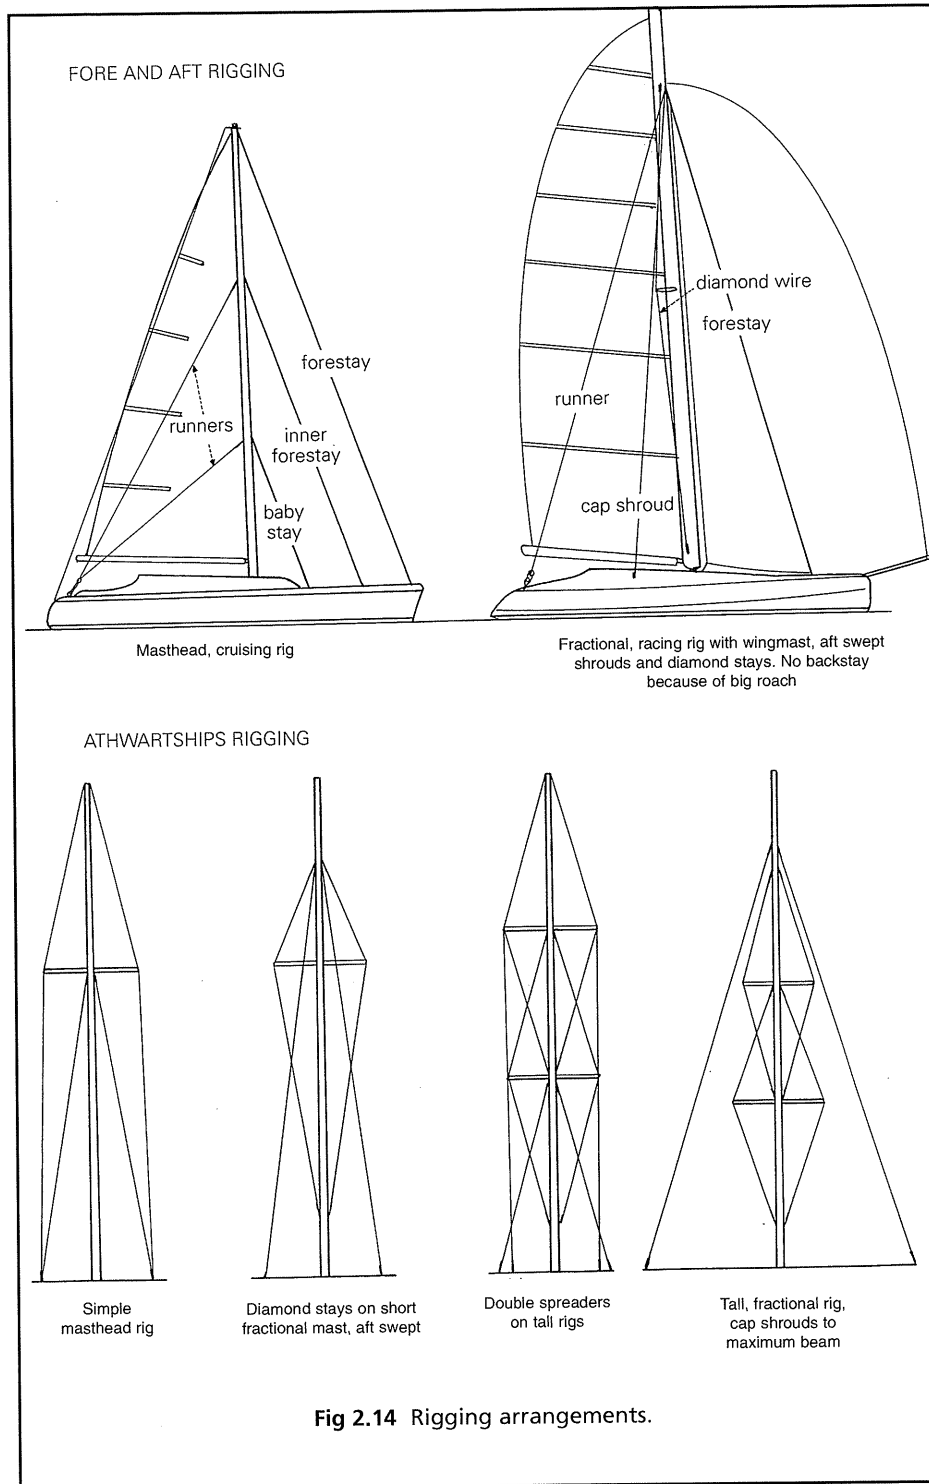 FORE AND AFT RIGGING
diamond wire
forestay
forestay
runner
runners
inner
forestay
cap shroud
baby
stay
Masthead, cruising rig
Fractional, racing rig with wingmast, aft swept
shrouds and diamond stays. No backstay
because of big roach
ATHWARTSHIPS RIGGING
Simple
masthead rig
Diamond stays on short
fractional mast, aft swept
Double spreaders
on tall rigs
Tall, fractional rig,
cap shrouds to
maximum beam
Fig 2.14 Rigging arrangements.